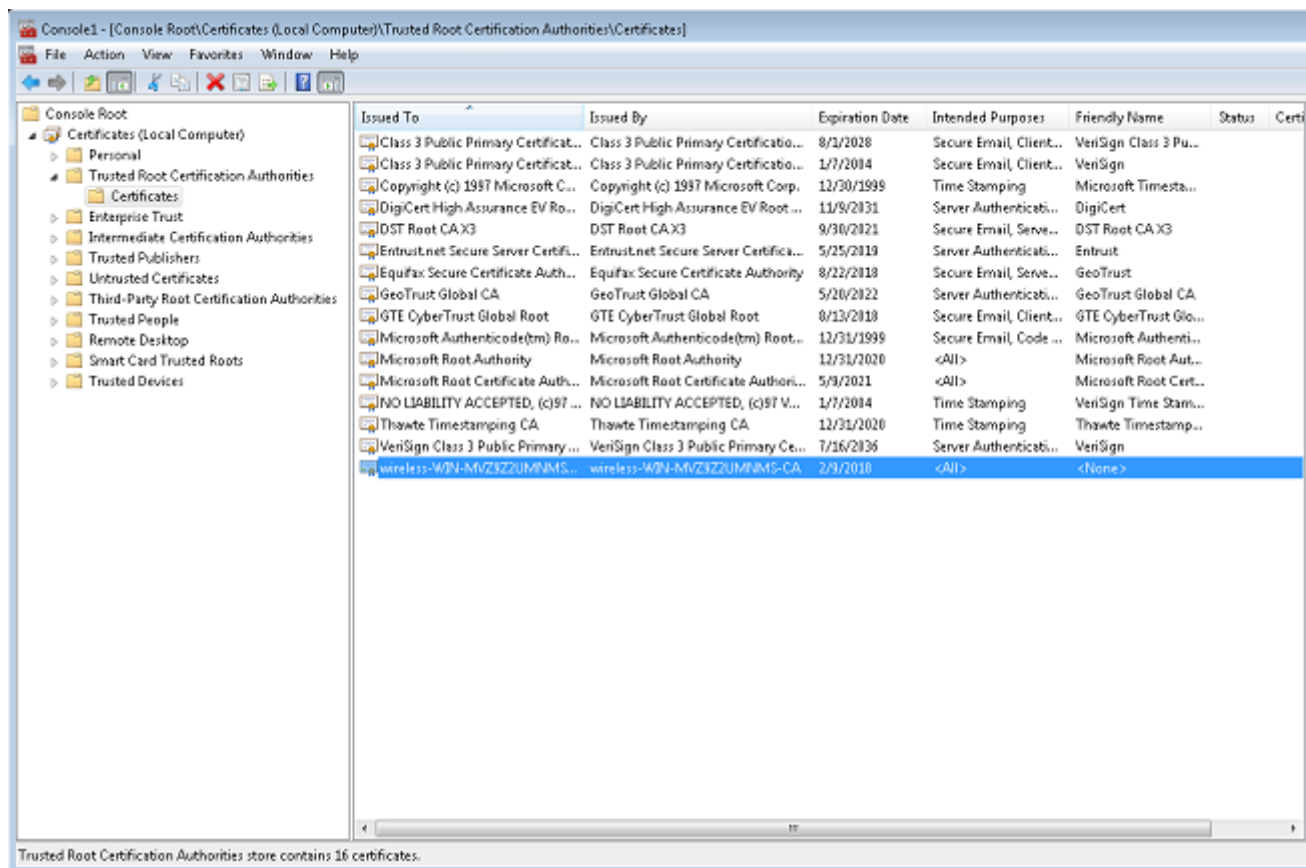 Console1 - [Console Root\Certificates (Local Computer)\Trusted Root Certification Authorities\Certificates]
File Action View Favorites Window Help
Console Root
Certificates (Local Computer)
Personal
Trusted Root Certification Authorities
Certificates
Enterprise Trust
Intermediate Certification Authorities
Trusted Publishers
Untrusted Certificates
Third-Party Root Certification Authorities
Trusted People
Remote Desktop
Smart Card Trusted Roots
Trusted Devices
Issued To Issued By Expiration Date Intended Purposes Friendly Name Status Certi
Class 3 Public Primary Certificat... Class 3 Public Primary Certificatio... 8/1/2028 Secure Email, Client... VeriSign Class 3 Pu...
Class 3 Public Primary Certificat... Class 3 Public Primary Certificatio... 1/7/2004 Secure Email, Client... VeriSign
Copyright (c) 1997 Microsoft C... Copyright (c) 1997 Microsoft Corp. 12/30/1999 Time Stamping Microsoft Timesta...
DigiCert High Assurance EV Ro... DigiCert High Assurance EV Root ... 11/9/2031 Server Authenticati... DigiCert
DST Root CA X3 DST Root CA X3 9/30/2021 Secure Email, Serve... DST Root CA X3
Entrust.net Secure Server Certifi... Entrust.net Secure Server Certifica... 5/25/2019 Server Authenticati... Entrust
Equifax Secure Certificate Auth... Equifax Secure Certificate Authority 8/22/2018 Secure Email, Serve... GeoTrust
GeoTrust Global CA GeoTrust Global CA 5/20/2022 Server Authenticati... GeoTrust Global CA
GTE CyberTrust Global Root GTE CyberTrust Global Root 8/13/2018 Secure Email, Client... GTE CyberTrust Glo...
Microsoft Authenticode(tm) Ro... Microsoft Authenticode(tm) Root... 12/31/1999 Secure Email, Code ... Microsoft Authenti...
Microsoft Root Authority Microsoft Root Authority 12/31/2020 <All> Microsoft Root Aut...
Microsoft Root Certificate Auth... Microsoft Root Certificate Authori... 5/9/2021 <All> Microsoft Root Cert...
NO LIABILITY ACCEPTED, (c)97 ... NO LIABILITY ACCEPTED, (c)97 V... 1/7/2004 Time Stamping VeriSign Time Stam...
Thawte Timestamping CA Thawte Timestamping CA 12/31/2020 Time Stamping Thawte Timestamp...
VeriSign Class 3 Public Primary ... VeriSign Class 3 Public Primary Ce... 7/16/2036 Server Authenticati... VeriSign
wireless-WIN-MVZ9Z2UMNMS... wireless-WIN-MVZ9Z2UMNMS-CA 2/9/2018 <All> <None>
Trusted Root Certification Authorities store contains 16 certificates.